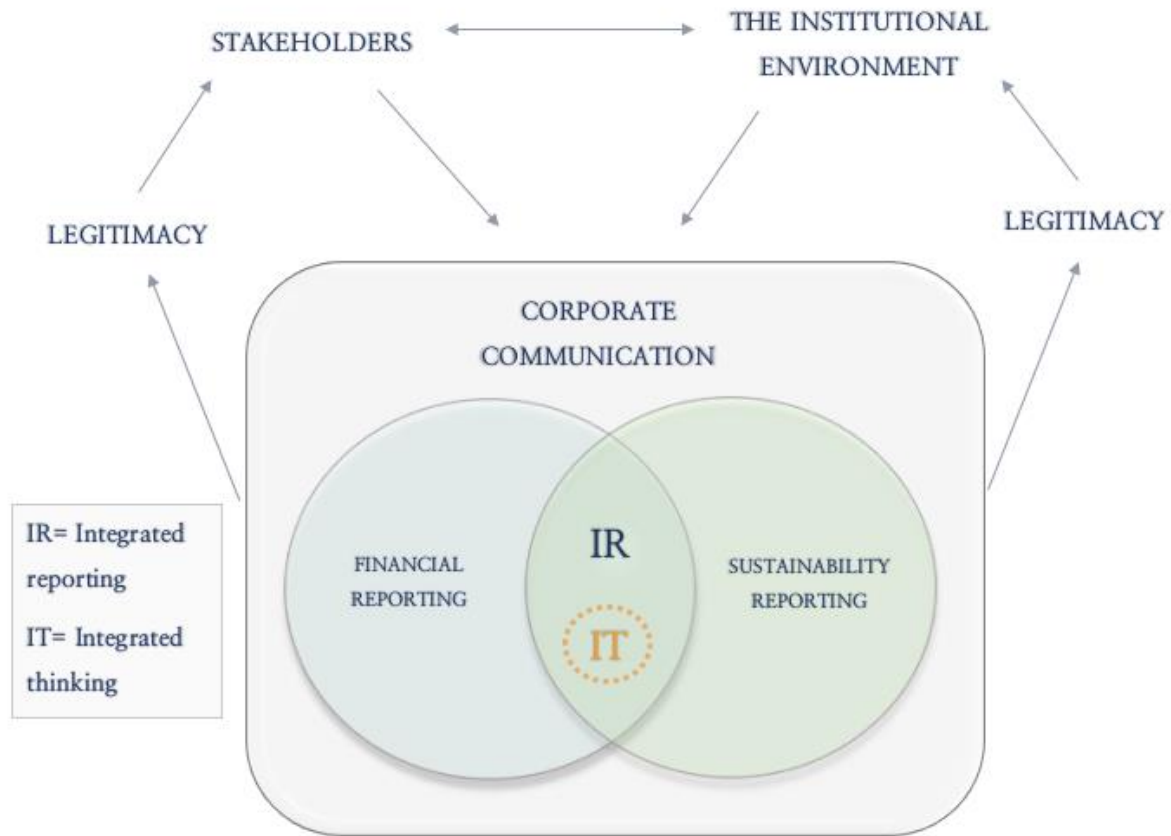 STAKEHOLDERS
THE INSTITUTIONAL
ENVIRONMENT
LEGITIMACY
LEGITIMACY
CORPORATE
COMMUNICATION
FINANCIAL
REPORTING
IR
IT
SUSTAINABILITY
REPORTING
IR= Integrated
reporting
IT= Integrated
thinking